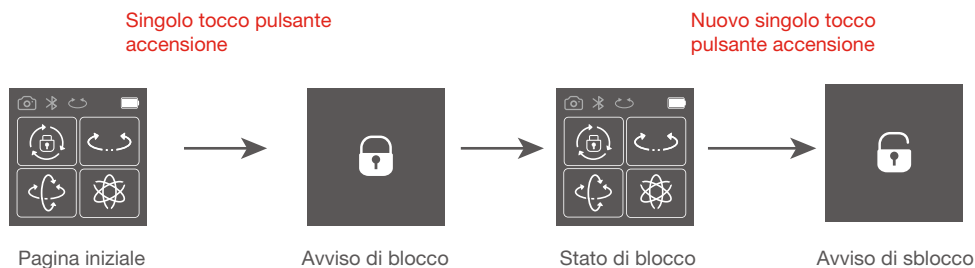 Singolo tocco pulsante
accensione
Nuovo singolo tocco
pulsante accensione
Pagina iniziale
Avviso di blocco
Stato di blocco
Avviso di sblocco